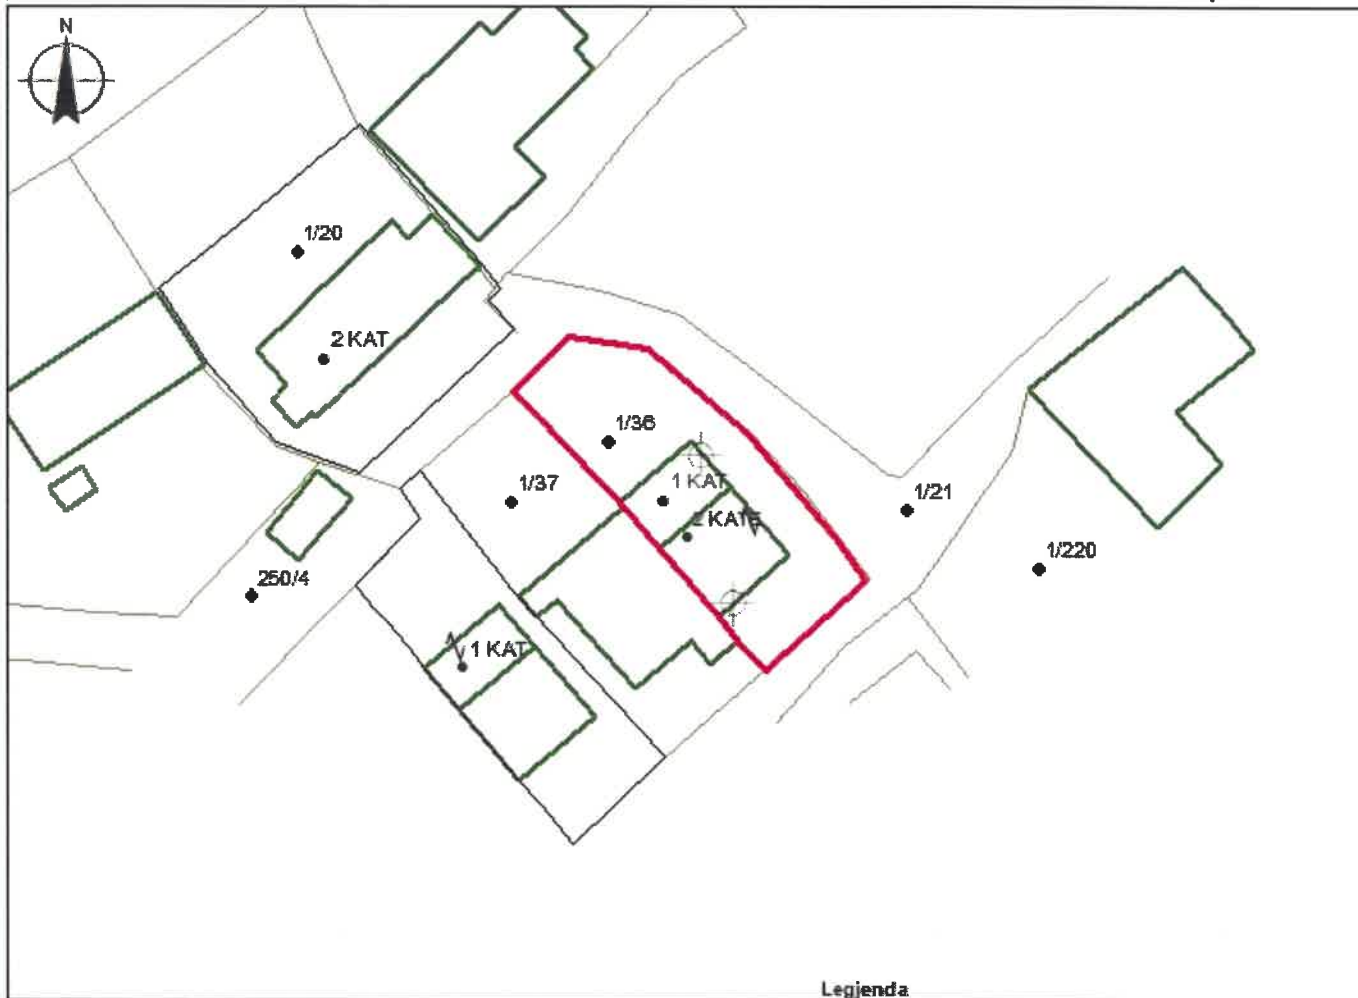 N
1/20
2 KAT
1/36
1 KAT
1/37
2 KATE
1/21
1/220
250/4
1 KAT
Legjenda